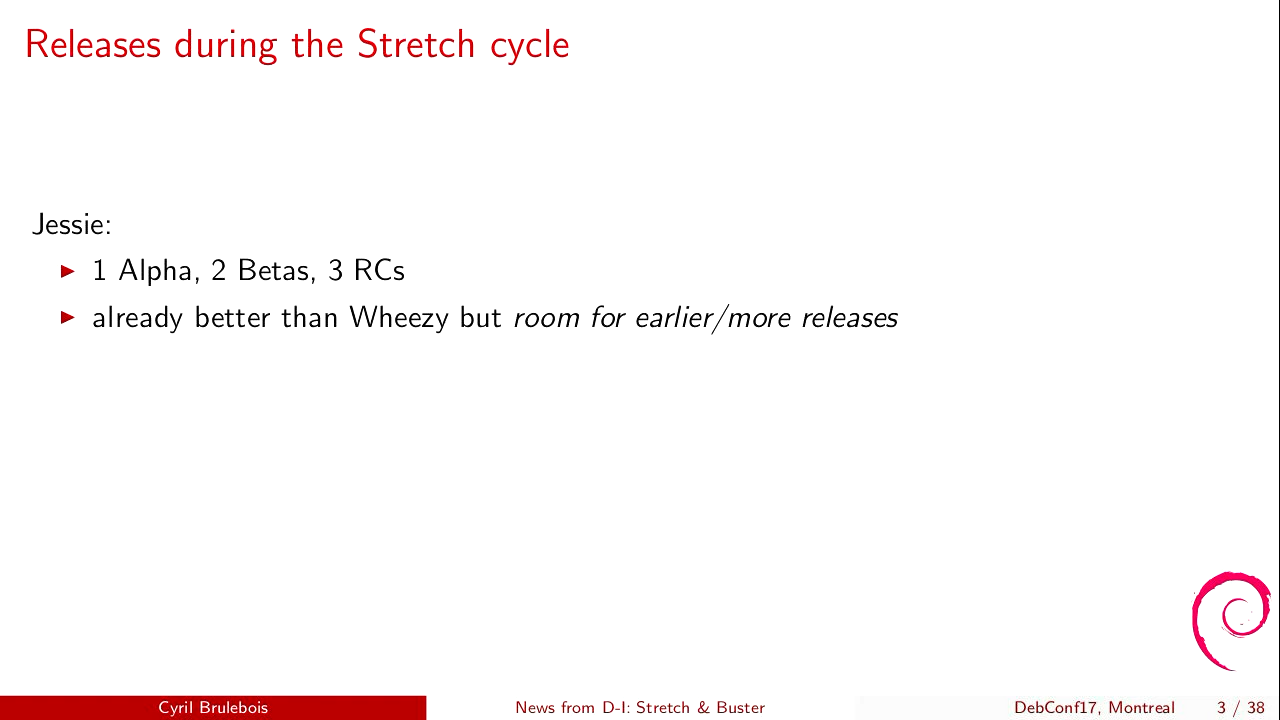 Releases during the Stretch cycle
Jessie:
1 Alpha, 2 Betas, 3 RCs
already better than Wheezy but room for earlier/more releases
Cyril Brulebois
News from D-I: Stretch & Buster
DebConf17, Montreal
3 / 38